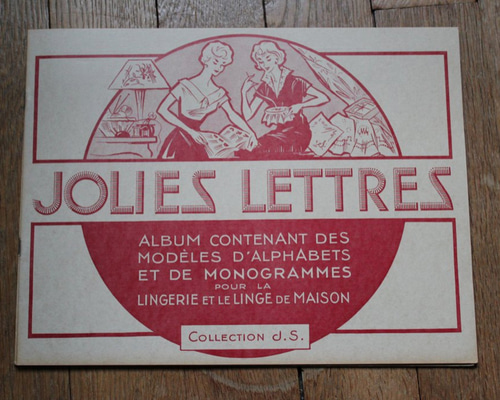 JOLIES LETTRES
ALBUM CONTENANT DES
MODÈLES D'ALPHABETS
ET DE MONOGRAMMES
POUR LA
LINGERIE ET LE LINGE DE MAISON
COLLECTION J.S.